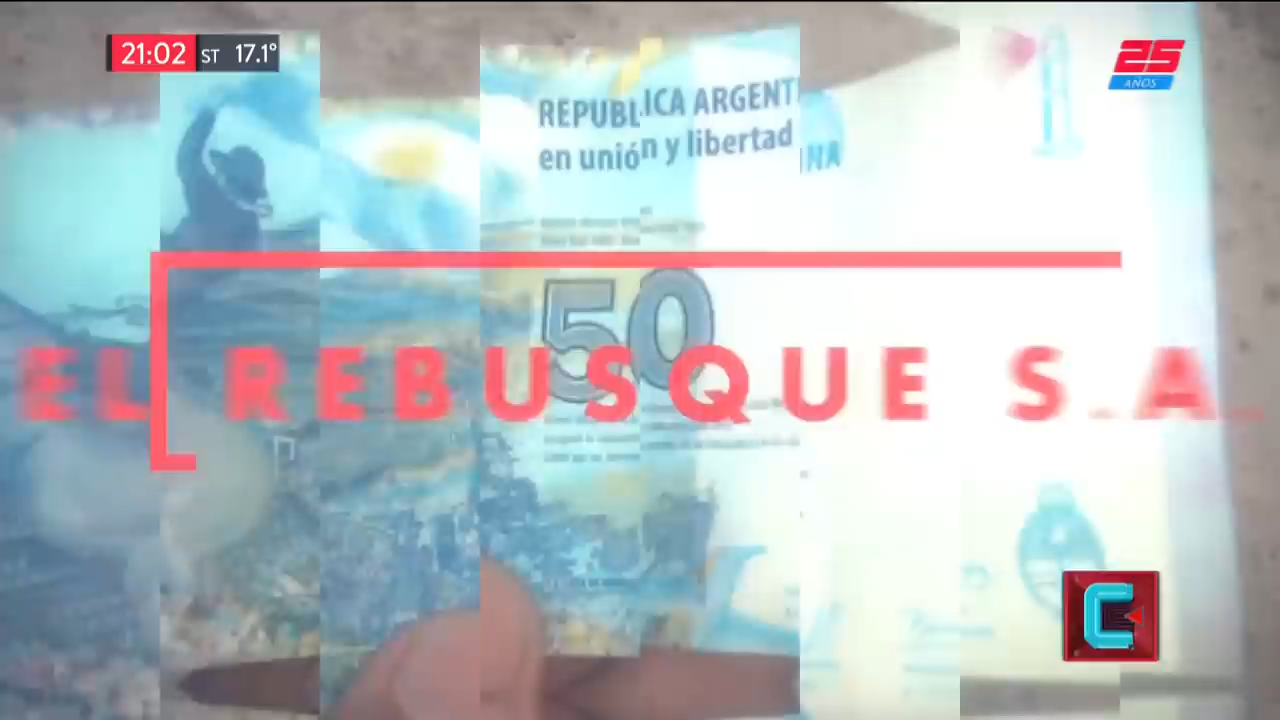 21:02 ST 17.1°
25
AÑOS
REPUBLICA ARGENTINA
en unión y libertad
50
EL REBUSQUE S.A.
C